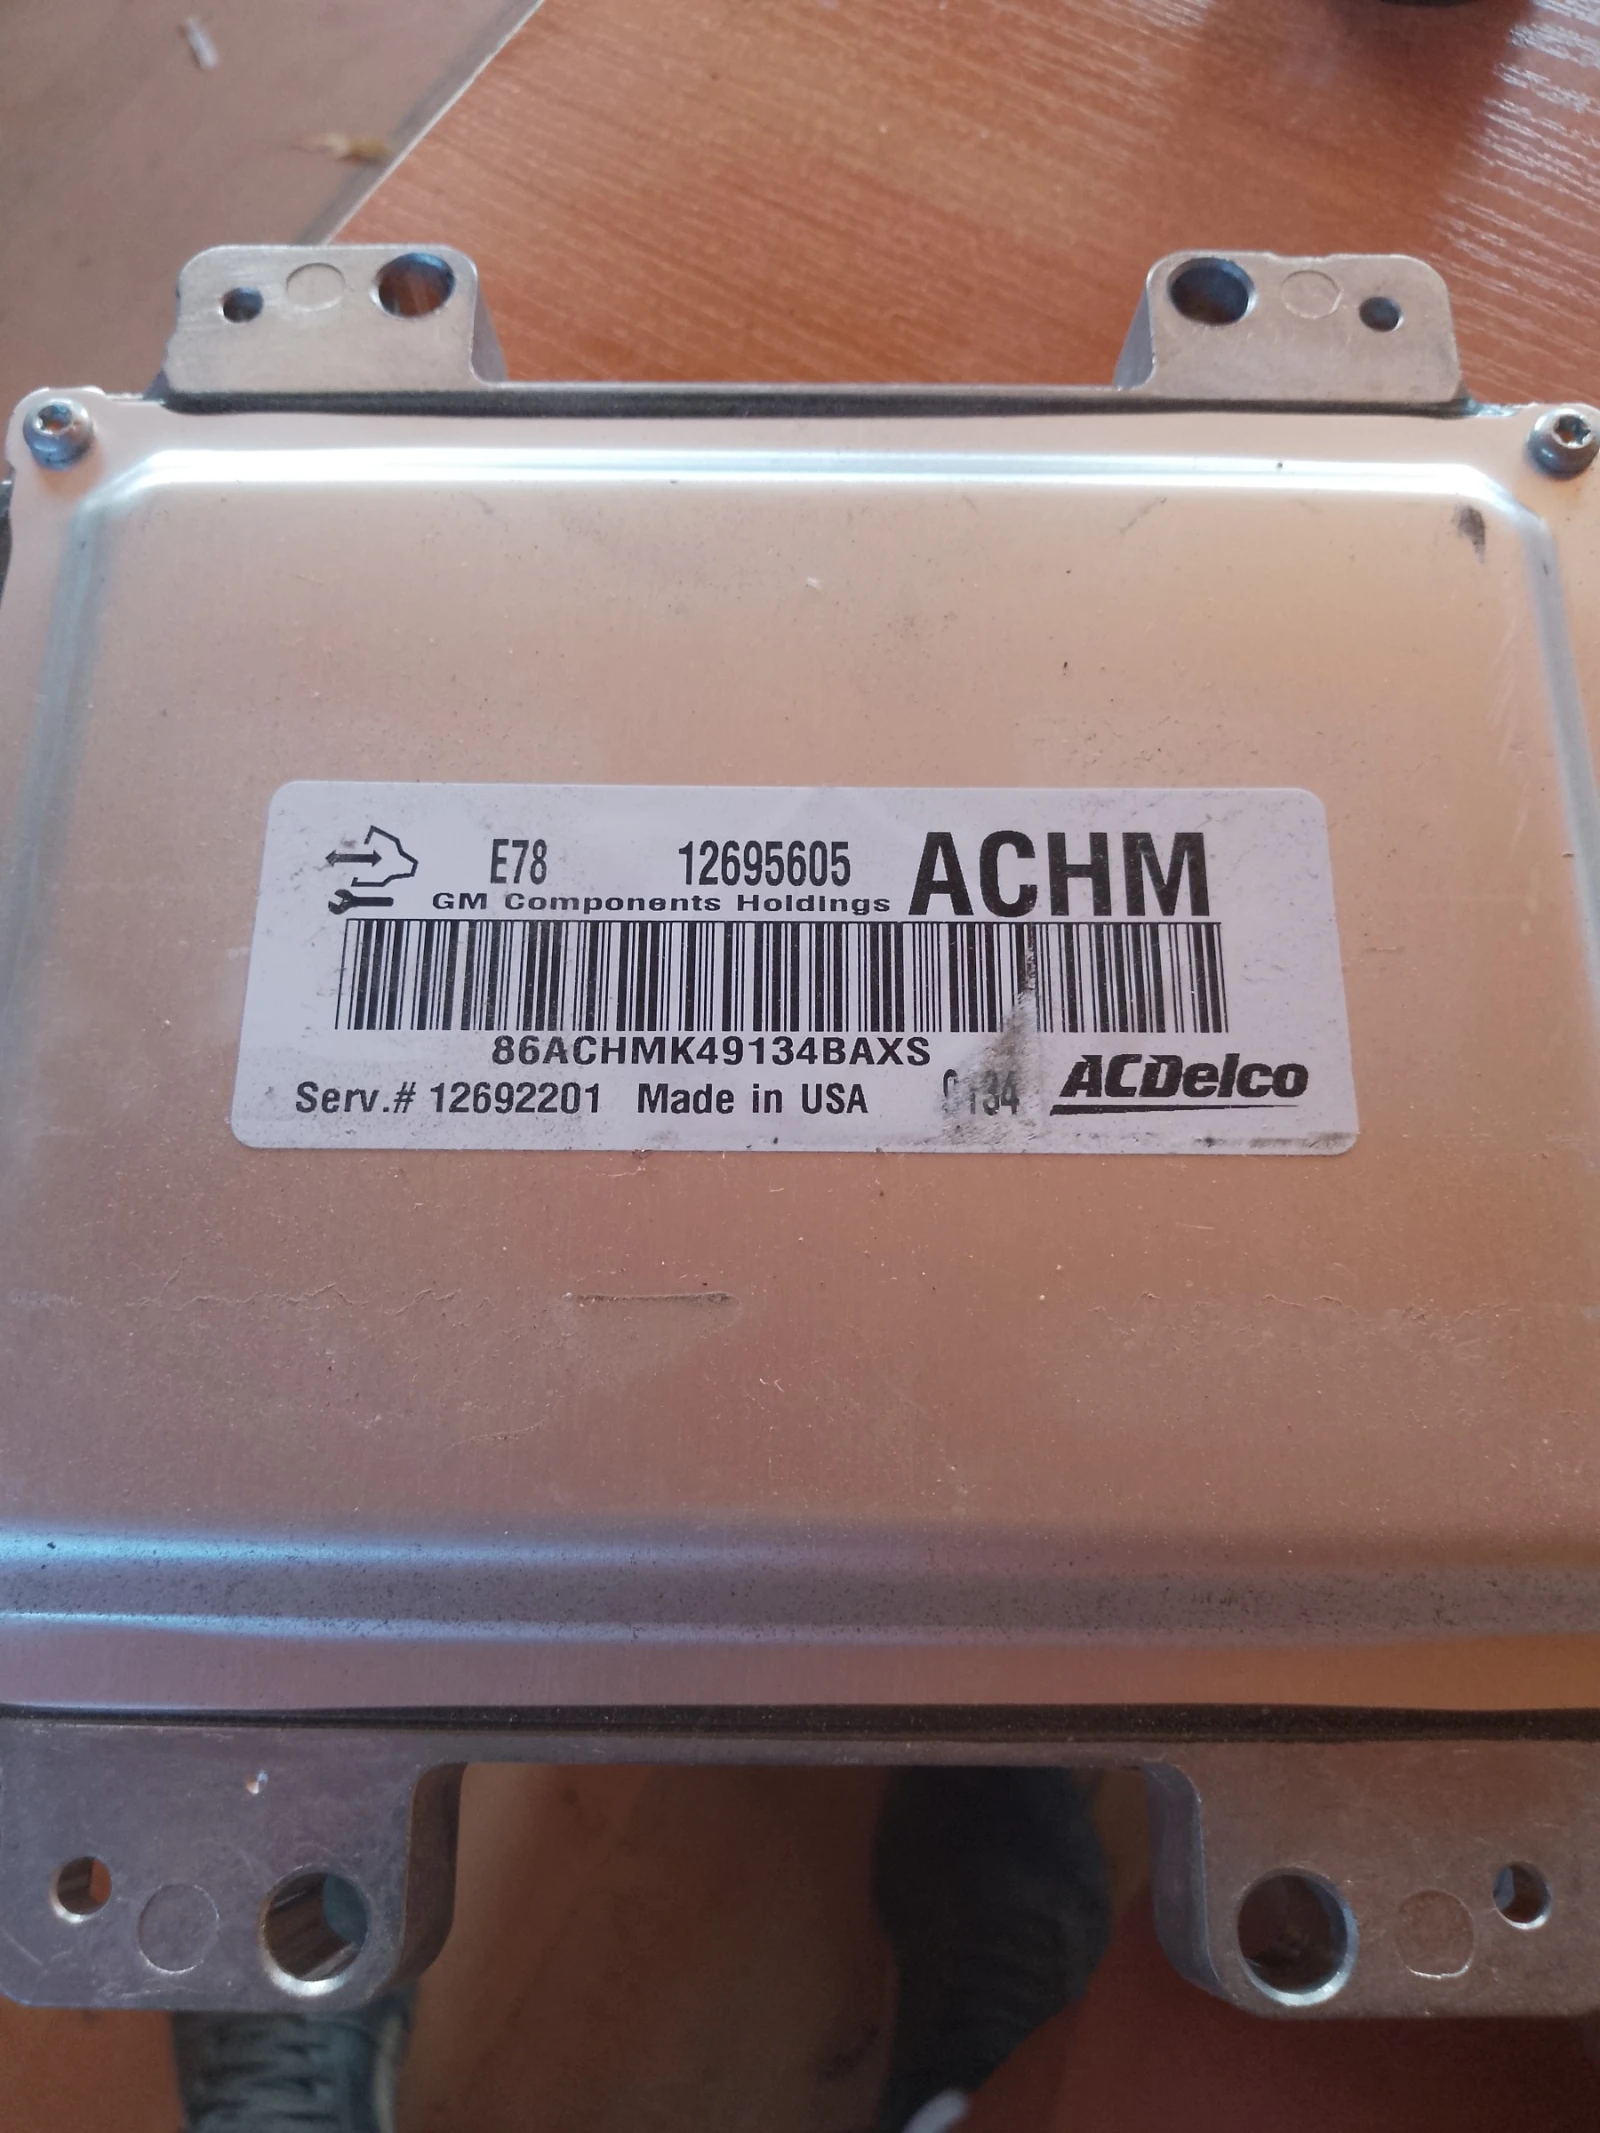 E78 12695605 ACHM
GM Components Holdings
86ACHMK49134BAXS
Serv.# 12692201 Made in USA ACDelco